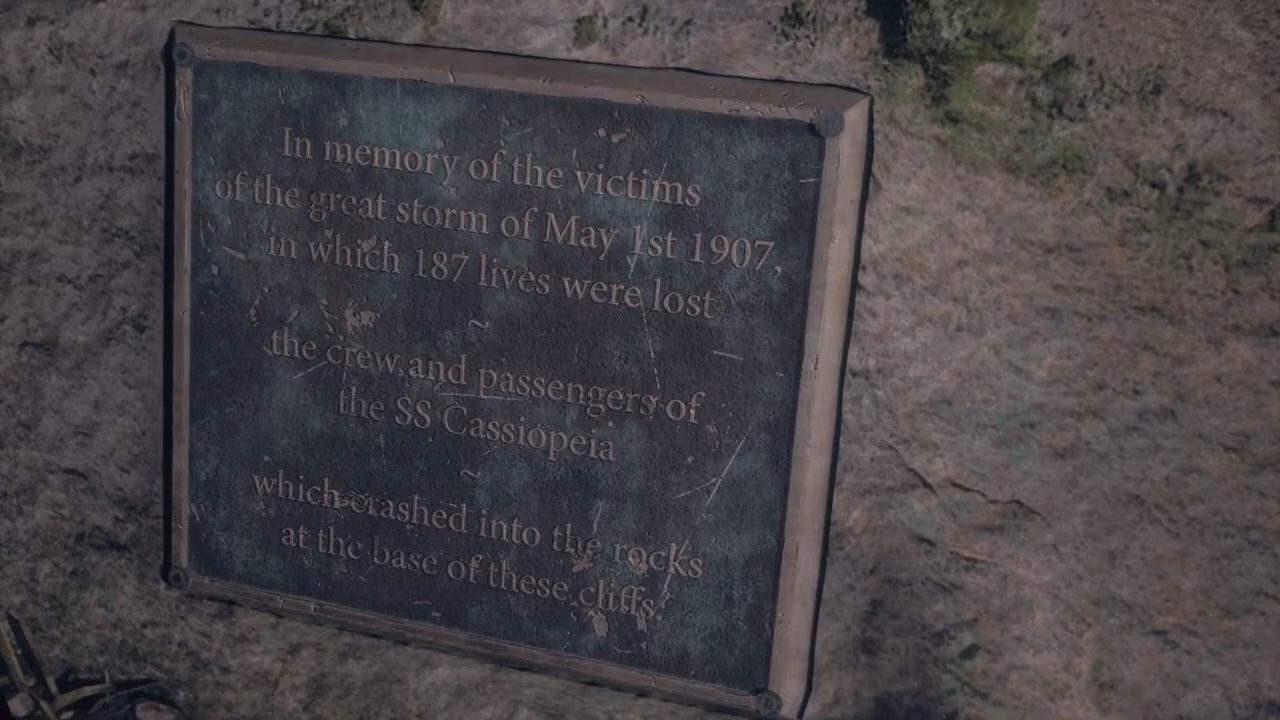 In memory of the victims
of the great storm of May 1st 1907,
in which 187 lives were lost
~
the crew and passengers of
the SS Cassiopeia
~
which crashed into the rocks
at the base of these cliffs.